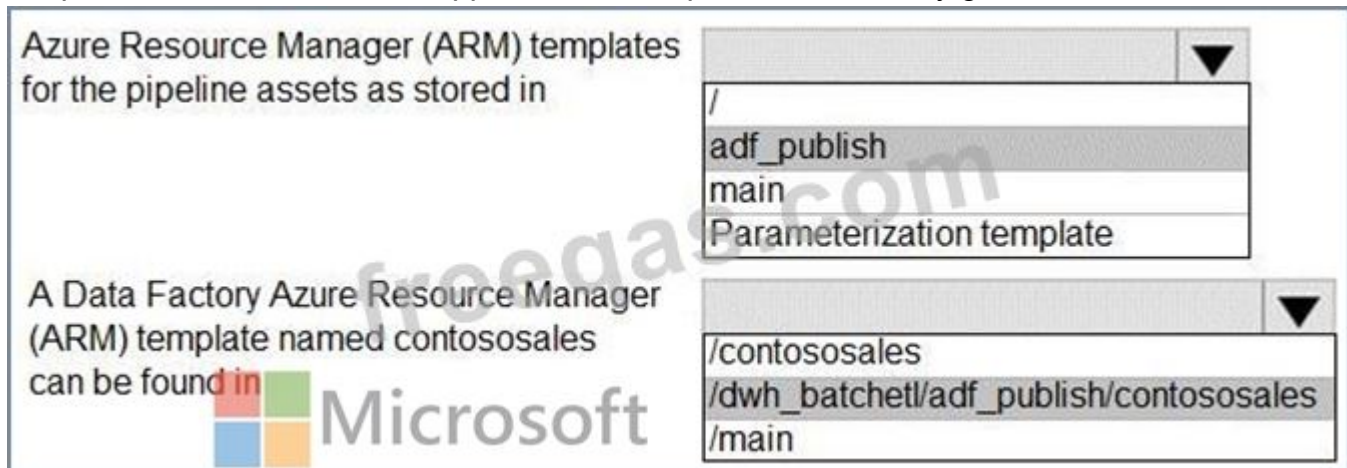 Azure Resource Manager (ARM) templates
for the pipeline assets as stored in
/
adf_publish
main
Parameterization template
A Data Factory Azure Resource Manager
(ARM) template named contososales
can be found in
/contososales
/dwh_batchetl/adf_publish/contososales
/main
freeqas.com
Microsoft